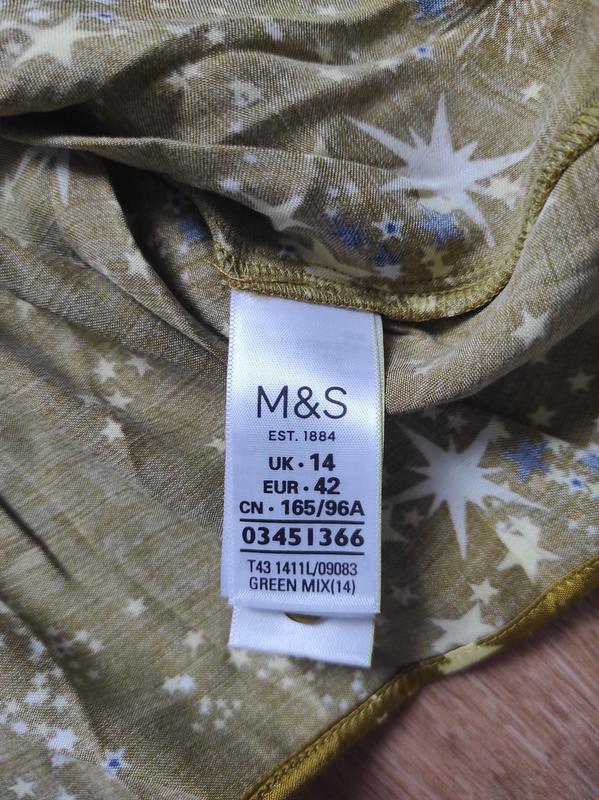 M&S
EST. 1884
UK · 14
EUR · 42
CN · 165/96A
03451366
T43 1411L/09083
GREEN MIX(14)